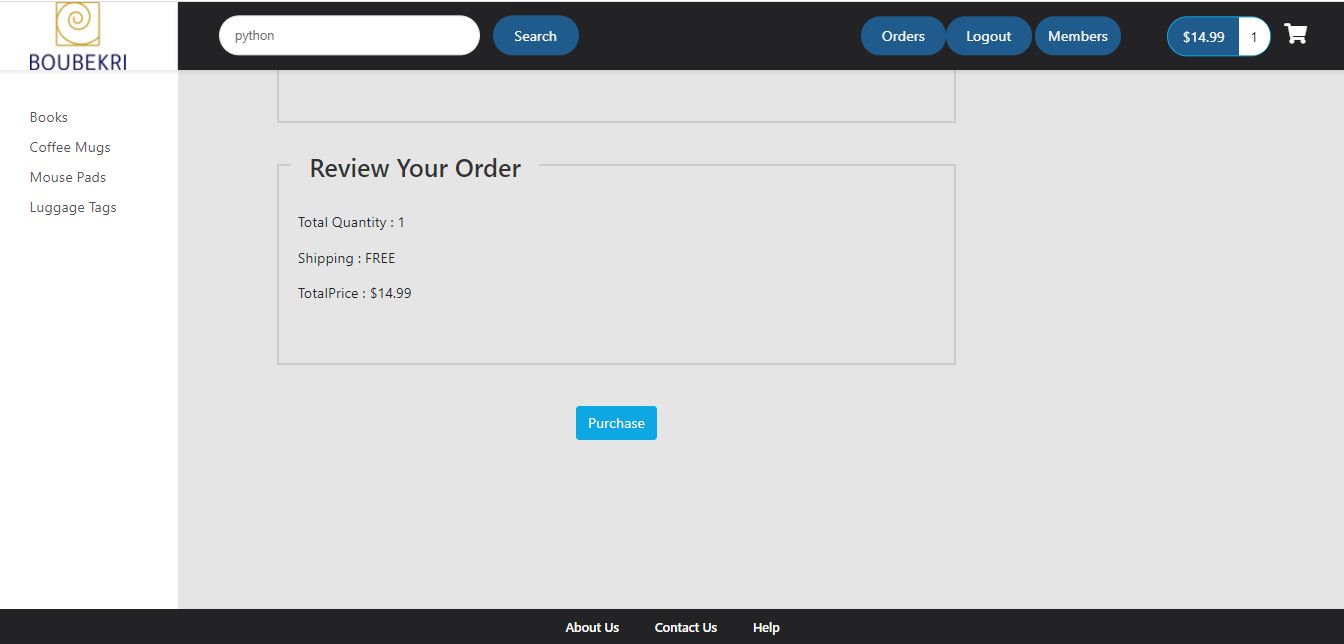 BOUBEKRI
python
Search
Orders
Logout
Members
$14.99
1
Books
Coffee Mugs
Mouse Pads
Luggage Tags
Review Your Order
Total Quantity : 1
Shipping : FREE
TotalPrice : $14.99
Purchase
About Us
Contact Us
Help